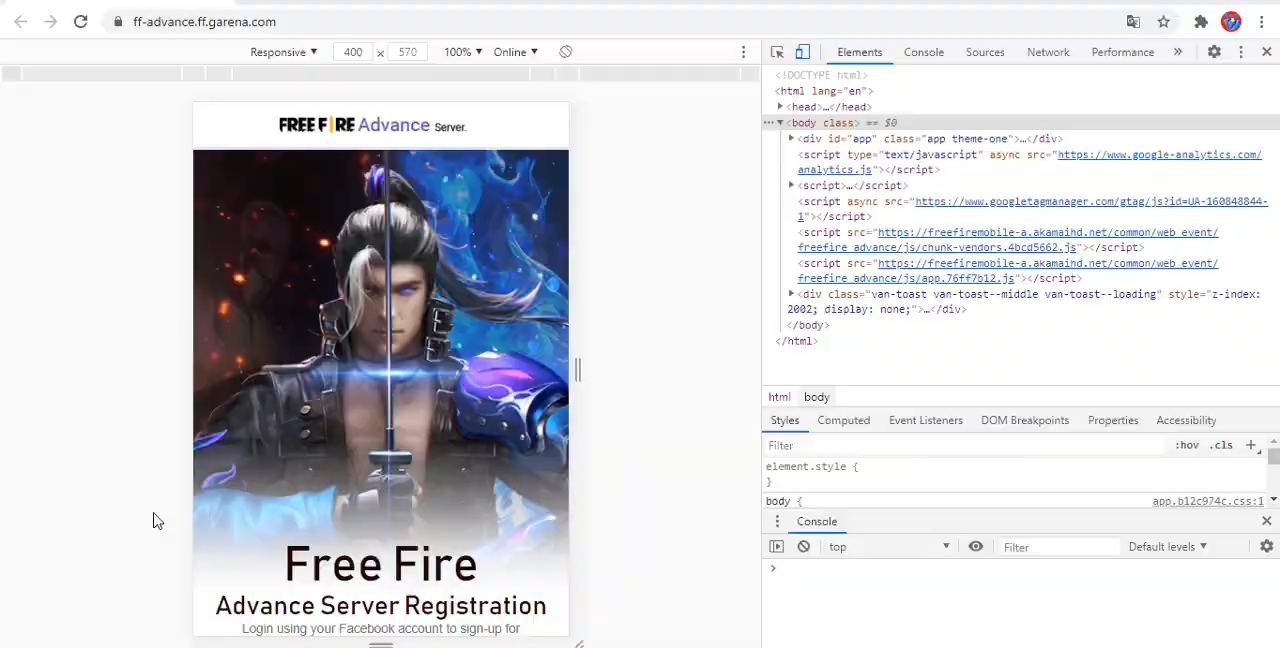 ff-advance.ff.garena.com
Responsive ▼ 400 x 570 100% ▼ Online ▼
Elements Console Sources Network Performance »
FREE FIRE Advance Server.
Free Fire
Advance Server Registration
Login using your Facebook account to sign-up for
<!DOCTYPE html>
<html lang="en">
▶<head>…</head>
···▼<body class> == $0
▶<div id="app" class="app theme-one">…</div>
<script type="text/javascript" async src="https://www.google-analytics.com/
analytics.js"></script>
▶<script>…</script>
<script async src="https://www.googletagmanager.com/gtag/js?id=UA-160848844-
1"></script>
<script src="https://freefiremobile-a.akamaihd.net/common/web_event/
freefire_advance/js/chunk-vendors.4bcd5662.js"></script>
<script src="https://freefiremobile-a.akamaihd.net/common/web_event/
freefire_advance/js/app.76ff7b12.js"></script>
▶<div class="van-toast van-toast--middle van-toast--loading" style="z-index:
2002; display: none;">…</div>
</body>
</html>
html body
Styles Computed Event Listeners DOM Breakpoints Properties Accessibility
Filter :hov .cls +
element.style {
}
body { app.b12c974c.css:1
Console
top ▼ Filter Default levels ▼